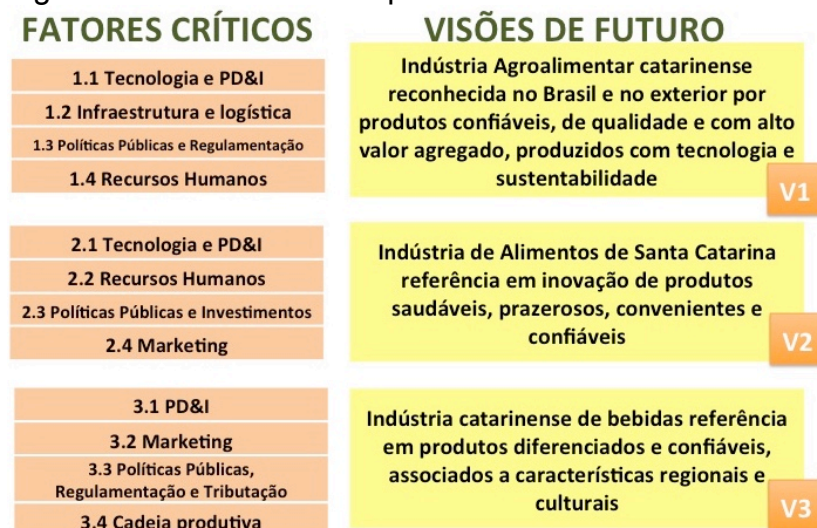 FATORES CRÍTICOS
1.1 Tecnologia e PD&I
1.2 Infraestrutura e logística
1.3 Políticas Públicas e Regulamentação
1.4 Recursos Humanos
2.1 Tecnologia e PD&I
2.2 Recursos Humanos
2.3 Políticas Públicas e Investimentos
2.4 Marketing
3.1 PD&I
3.2 Marketing
3.3 Políticas Públicas,
Regulamentação e Tributação
3.4 Cadeia produtiva
VISÕES DE FUTURO
Indústria Agroalimentar catarinense
reconhecida no Brasil e no exterior por
produtos confiáveis, de qualidade e com alto
valor agregado, produzidos com tecnologia e
sustentabilidade
V1
Indústria de Alimentos de Santa Catarina
referência em inovação de produtos
saudáveis, prazerosos, convenientes e
confiáveis
V2
Indústria catarinense de bebidas referência
em produtos diferenciados e confiáveis,
associados a características regionais e
culturais
V3